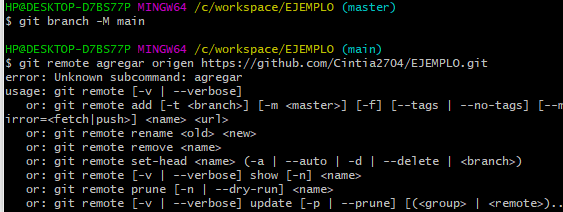 HP@DESKTOP-D7BS77P MINGW64 /c/workspace/EJEMPLO (master)
$ git branch -M main
HP@DESKTOP-D7BS77P MINGW64 /c/workspace/EJEMPLO (main)
$ git remote agregar origen https://github.com/Cintia2704/EJEMPLO.git
error: Unknown subcommand: agregar
usage: git remote [-v | --verbose]
or: git remote add [-t <branch>] [-m <master>] [-f] [--tags | --no-tags] [--m
irror=<fetch|push>] <name> <url>
or: git remote rename <old> <new>
or: git remote remove <name>
or: git remote set-head <name> (-a | --auto | -d | --delete | <branch>)
or: git remote [-v | --verbose] show [-n] <name>
or: git remote prune [-n | --dry-run] <name>
or: git remote [-v | --verbose] update [-p | --prune] [(<group> | <remote>)..